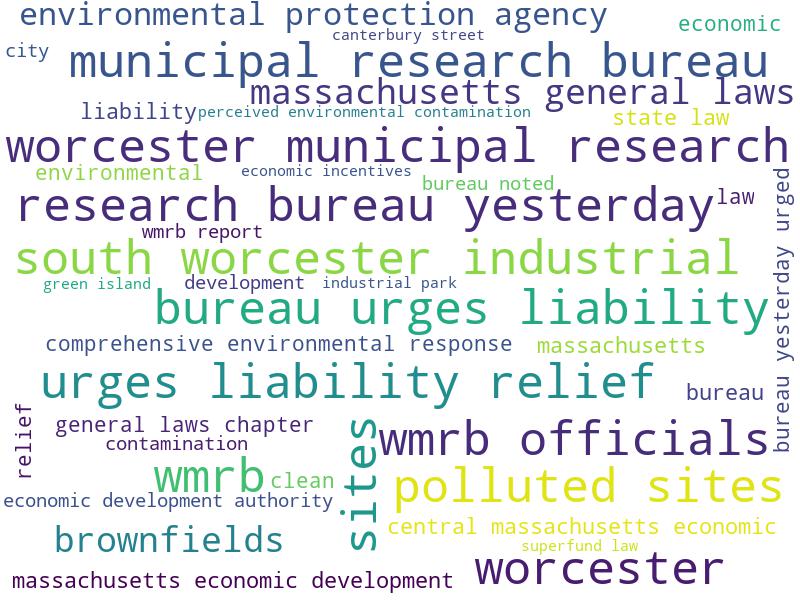 environmental protection agency
economic
canterbury street
city
municipal research bureau
massachusetts general laws
liability
perceived environmental contamination
state law
worcester municipal research
environmental
economic incentives
bureau noted
research bureau yesterday
law
bureau yesterday urged
wmrb report
south worcester industrial
green island
development
industrial park
bureau urges liability
comprehensive environmental response
massachusetts
urges liability relief
bureau
relief
general laws chapter
sites
wmrb officials
contamination
wmrb
clean
polluted sites
economic development authority
brownfields
central massachusetts economic
superfund law
worcester
massachusetts economic development